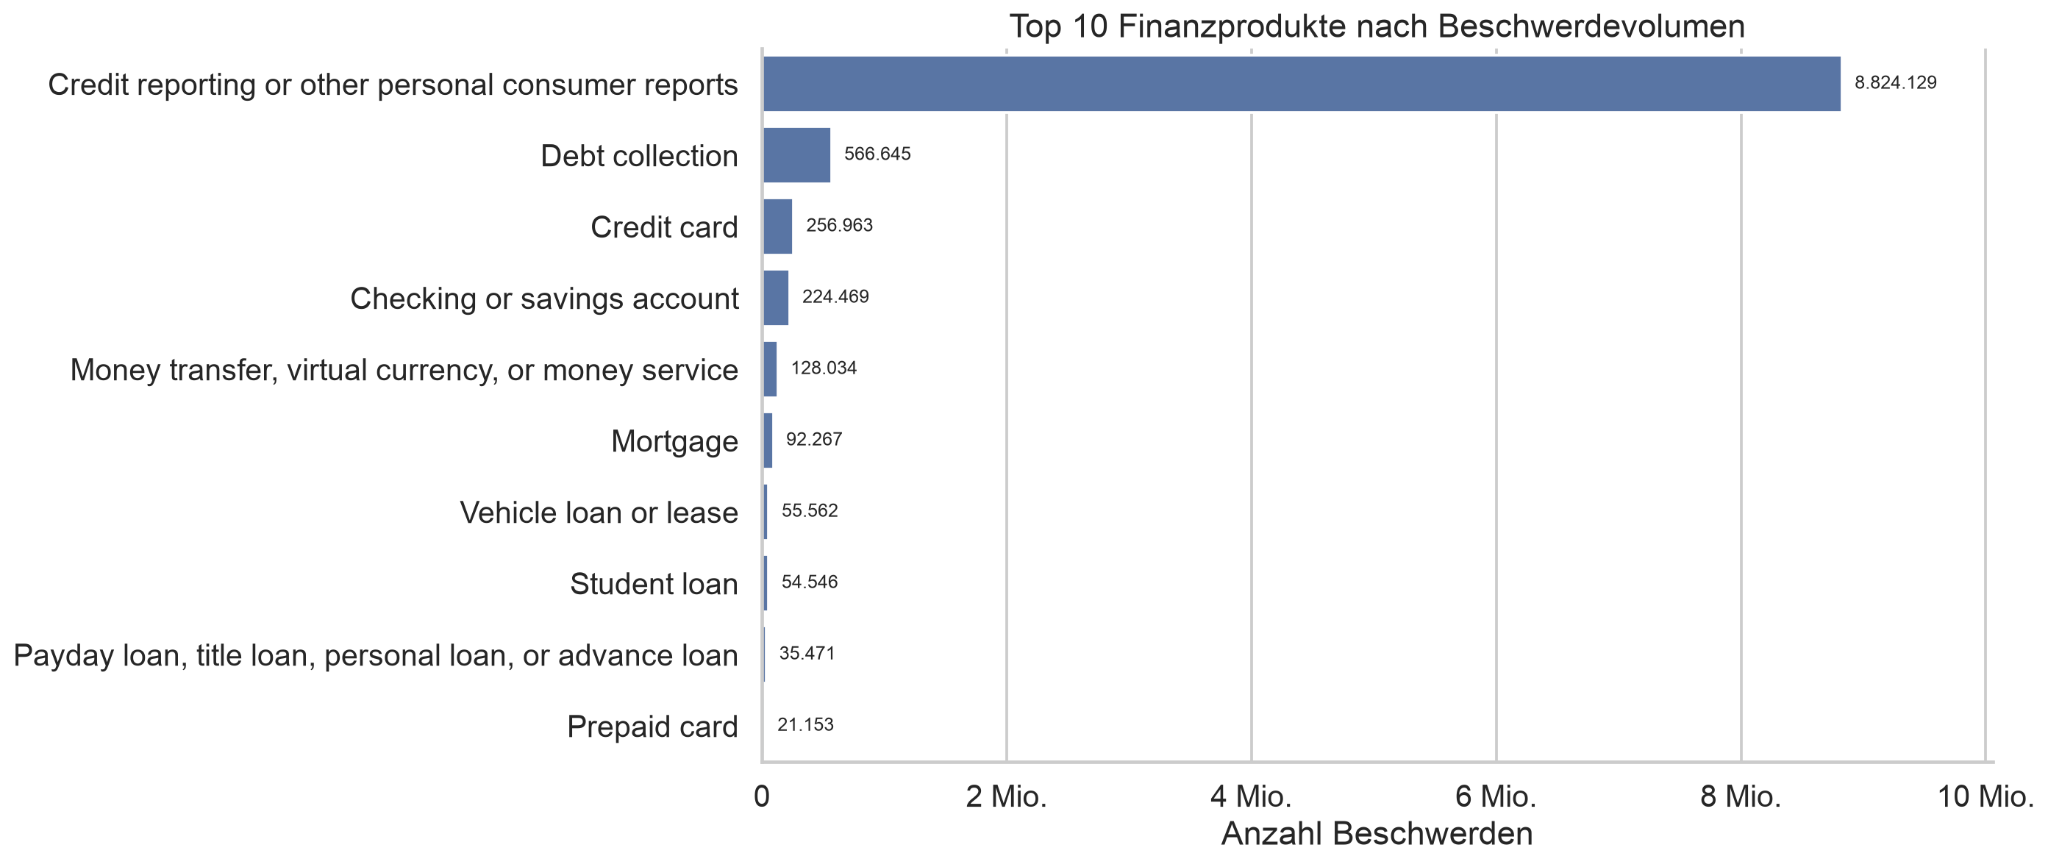 Top 10 Finanzprodukte nach Beschwerdevolumen
Credit reporting or other personal consumer reports 8.824.129
Debt collection 566.645
Credit card 256.963
Checking or savings account 224.469
Money transfer, virtual currency, or money service 128.034
Mortgage 92.267
Vehicle loan or lease 55.562
Student loan 54.546
Payday loan, title loan, personal loan, or advance loan 35.471
Prepaid card 21.153
0 2 Mio. 4 Mio. 6 Mio. 8 Mio. 10 Mio.
Anzahl Beschwerden